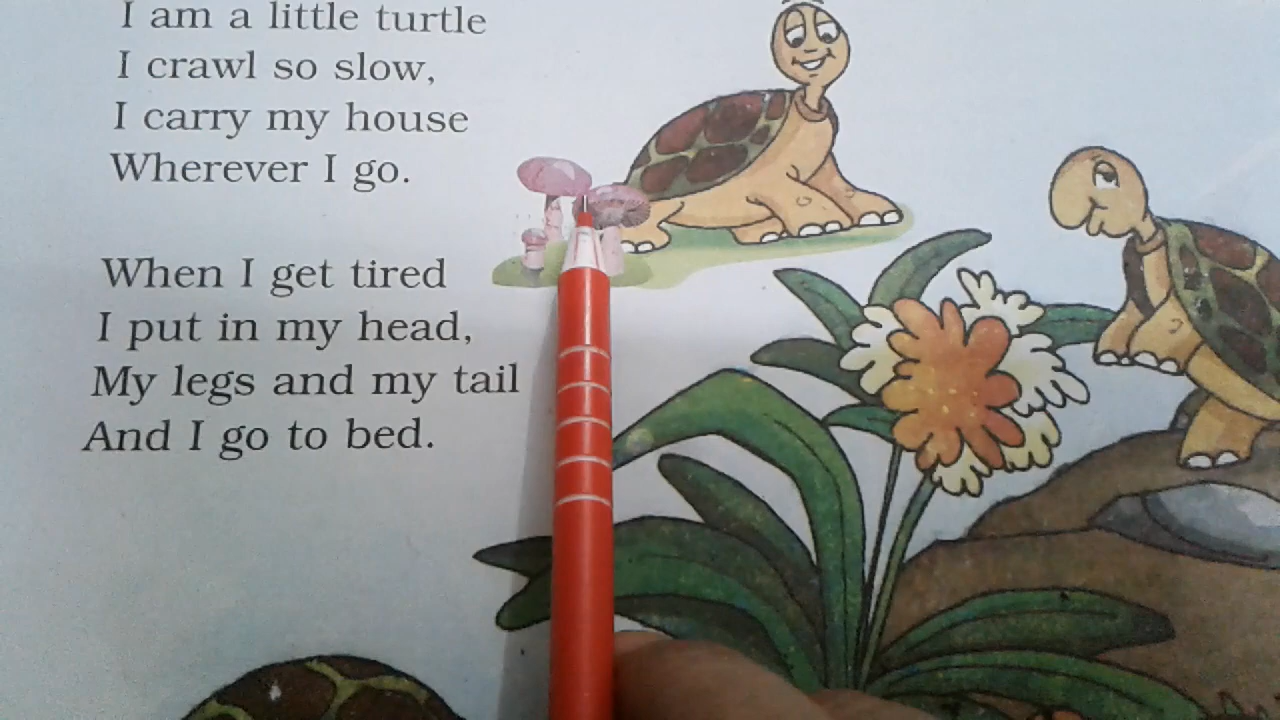 I am a little turtle
I crawl so slow,
I carry my house
Wherever I go.
When I get tired
I put in my head,
My legs and my tail
And I go to bed.